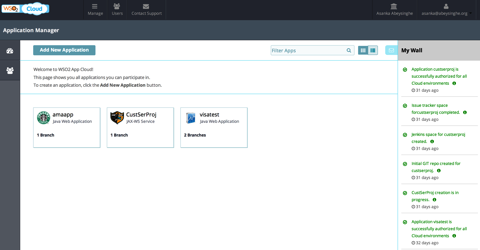 WSO2 Cloud
Manage
Users
Contact Support
Asanka Abeysinghe
asanka@abeysinghe.org
Application Manager
Add New Application
Filter Apps
Welcome to WSO2 App Cloud!
This page shows you all applications you can participate in.
To create an application, click the Add New Application button.
amaapp
Java Web Application
1 Branch
CustSerProj
JAX-WS Service
1 Branch
visatest
Java Web Application
2 Branches
My Wall
Application custserproj is
successfully authorized for all
Cloud environments
31 days ago
Issue tracker space
forcustserproj completed.
31 days ago
Jenkins space for custserproj
created.
31 days ago
Initial GIT repo created for
custserproj.
31 days ago
CustSerProj creation is in
progress.
31 days ago
Application visatest is
successfully authorized for all
Cloud environments
32 days ago